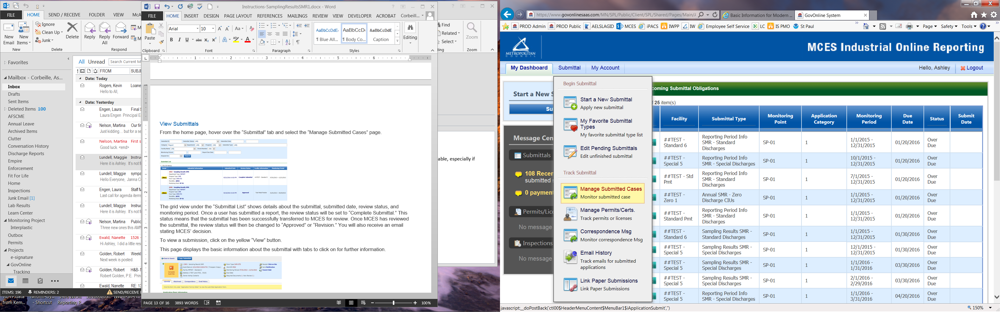 FILE HOME SEND / RECEIVE FOLDER VIEW McA
New Email
New Items
Ignore
Clean Up
Junk
Delete
Reply
Reply All
Forward
New Delete Respond
Favorites
Mailbox - Corbeille, As...
Inbox
Drafts
Sent Items
Deleted Items 100
AFSCME
Annual Leave
Archived Items
Clutter
Conversation History
Discharge Reports
Empire
Enforcement
Fit For Life
Home
Inspections
Junk Email [1]
Lab Results
Learn Center
Monitoring Project
Interplastic
Outbox
Permits
Projects
e-signature
GovOnline
Tracking
All Unread Search Current M
FROM SUBJE
Date: Today
Rogers, Kevin Loane
Hello to All,
Date: Yesterday
Engen, Laura Final S
Laura Engen Principal E
Nelson, Martina Our fir
Just kidding... but for a se
Nelson, Martina First s
Good luck. <end>
Lundell, Maggie Instruc
Here it is Ashley. It's not fi
Lundell, Maggie sympa
Hello Everyone, Janna C
Engen, Laura Staff M
Last call for agenda items
Lundell, Maggie Instruc
Here it is Ashley. It's not fi
Nelson, Martina Public
Three new ones this AM!!
Ewald, Nanette 1526 -
Hi Ashley, I did a little res
Golden, Robert Weekl
Next week is posted.
Golden, Robert H&B- M
Robert Golden, P.E. Prin
Ewald, Nanette RE: 13
ITEMS: 196 REMINDERS: 2 SEND/RECEIVE
from Kem... - Shortcut Reporting P...
Instructions-SamplingResultsSMR1.docx - Word
FILE HOME INSERT DESIGN PAGE LAYOUT REFERENCES MAILINGS REVIEW VIEW DEVELOPER ACROBAT Corbeill...
Paste
Arial 10
AaBbCcDdE
¶ Blue All...
AaBbCcD
¶ Body Co...
AaBbCcDdE
Caption
Editing
Clipboard Font Paragraph Styles
Find
Related
Select
Zoom
ting Zoom
able, especially if
View Submittals
From the home page, hover over the “Submittal” tab and select the “Manage Submitted Cases” page.
Submittal List
The grid view under the “Submittal List” shows details about the submittal, submitted date, review status, and
monitoring period. Once a user has submitted a report, the review status will be set to “Complete Submittal.” This
status means that the submittal has been successfully transferred to MCES for review. Once MCES has reviewed
the submittal, the review status will then be changed to “Approved” or “Revision.” You will also receive an email
stating MCES’ decision.
To view a submission, click on the yellow “View” button.
This page displays the basic information about the submittal with tabs to click on for further information.
Back to Search Copy Submittal
Complete Submittal
Submittal Attachment Correspondence Email History
PAGE 13 OF 16 3893 WORDS 100%
https://www.govonlinesaas.com/MN/SPL/Public/Client/SPL/Shared/Pages/Main/A
Basic Information for Modern ...
GovOnline System
PROD Admin PROD Public AELSLAGID MCES iPACS IWPP IW Employee Self Service LC IS PMO St Paul
Page Safety Tools
METROPOLITAN COUNCIL
MCES Industrial Online Reporting
My Dashboard Submittal My Account Hello, Ashley Logout
Start a New S
Su
Message Cen
Submittals
108 Recer
submitted s
0 payment
Permits/Lice
No message
Inspections
No message
Begin Submittal
Start a New Submittal
Apply new submittal
My Favorite Submittal Types
My favorite submittal type list
Edit Pending Submittals
Edit unfinished submittal
Track Submittal
Manage Submitted Cases
Monitor submitted case
Manage Permits/Certs.
Track permits or licenses
Correspondence Msg
Monitor correspondence Msg
Email History
Track emails for submitted applications
Link Paper Submissions
Link Paper Submissions
coming Submittal Obligations
f 25 item(s)
Facility Submittal Type Monitoring Point Application Category Monitoring Period Due Date Status Submit Date
##TEST - Standard 6 Reporting Period Info SMR - Standard Discharges SP-01 1 1/1/2015 - 12/31/2015 01/20/2016 Over Due
##TEST - Special 5 Reporting Period Info SMR - Special Discharges SP-01 1 10/1/2015 - 12/31/2015 01/20/2016 Over Due
##TEST - Std Pmt Reporting Period Info SMR - Standard Discharges SP-01 1 7/1/2015 - 12/31/2015 01/20/2016 Over Due
##TEST - Zero 1 Annual SMR - Zero Discharge CIUs SP-01 1 1/1/2015 - 12/31/2015 01/20/2016 Over Due
##TEST - Standard Pmt Reporting Period Info SMR - Standard Discharges SP-01 1 1/1/2015 - 12/31/2015 01/20/2016 Over Due
##TEST - Standard 6 Sampling Results SMR - Standard Discharges SP-01 1 1/1/2015 - 12/31/2015 01/30/2016 Over Due
##TEST - Special 5 Sampling Results SMR - Special Discharges SP-01 1 12/1/2015 - 12/31/2015 01/30/2016 Over Due
##TEST - Special 5 Sampling Results SMR - Special Discharges SP-01 1 1/1/2016 - 1/31/2016 03/30/2016 Over Due
##TEST - Special 5 Sampling Results SMR - Special Discharges SP-01 1 2/1/2016 - 2/29/2016 03/30/2016 Over Due
##TEST - Special 5 Reporting Period Info SMR - Special Discharges SP-01 1 1/1/2016 - 3/31/2016 04/20/2016 Over Due
javascript:__doPostBack('ctl00$HeaderMenuContent$MenuBar1$iApplicationSubmit','')
150%